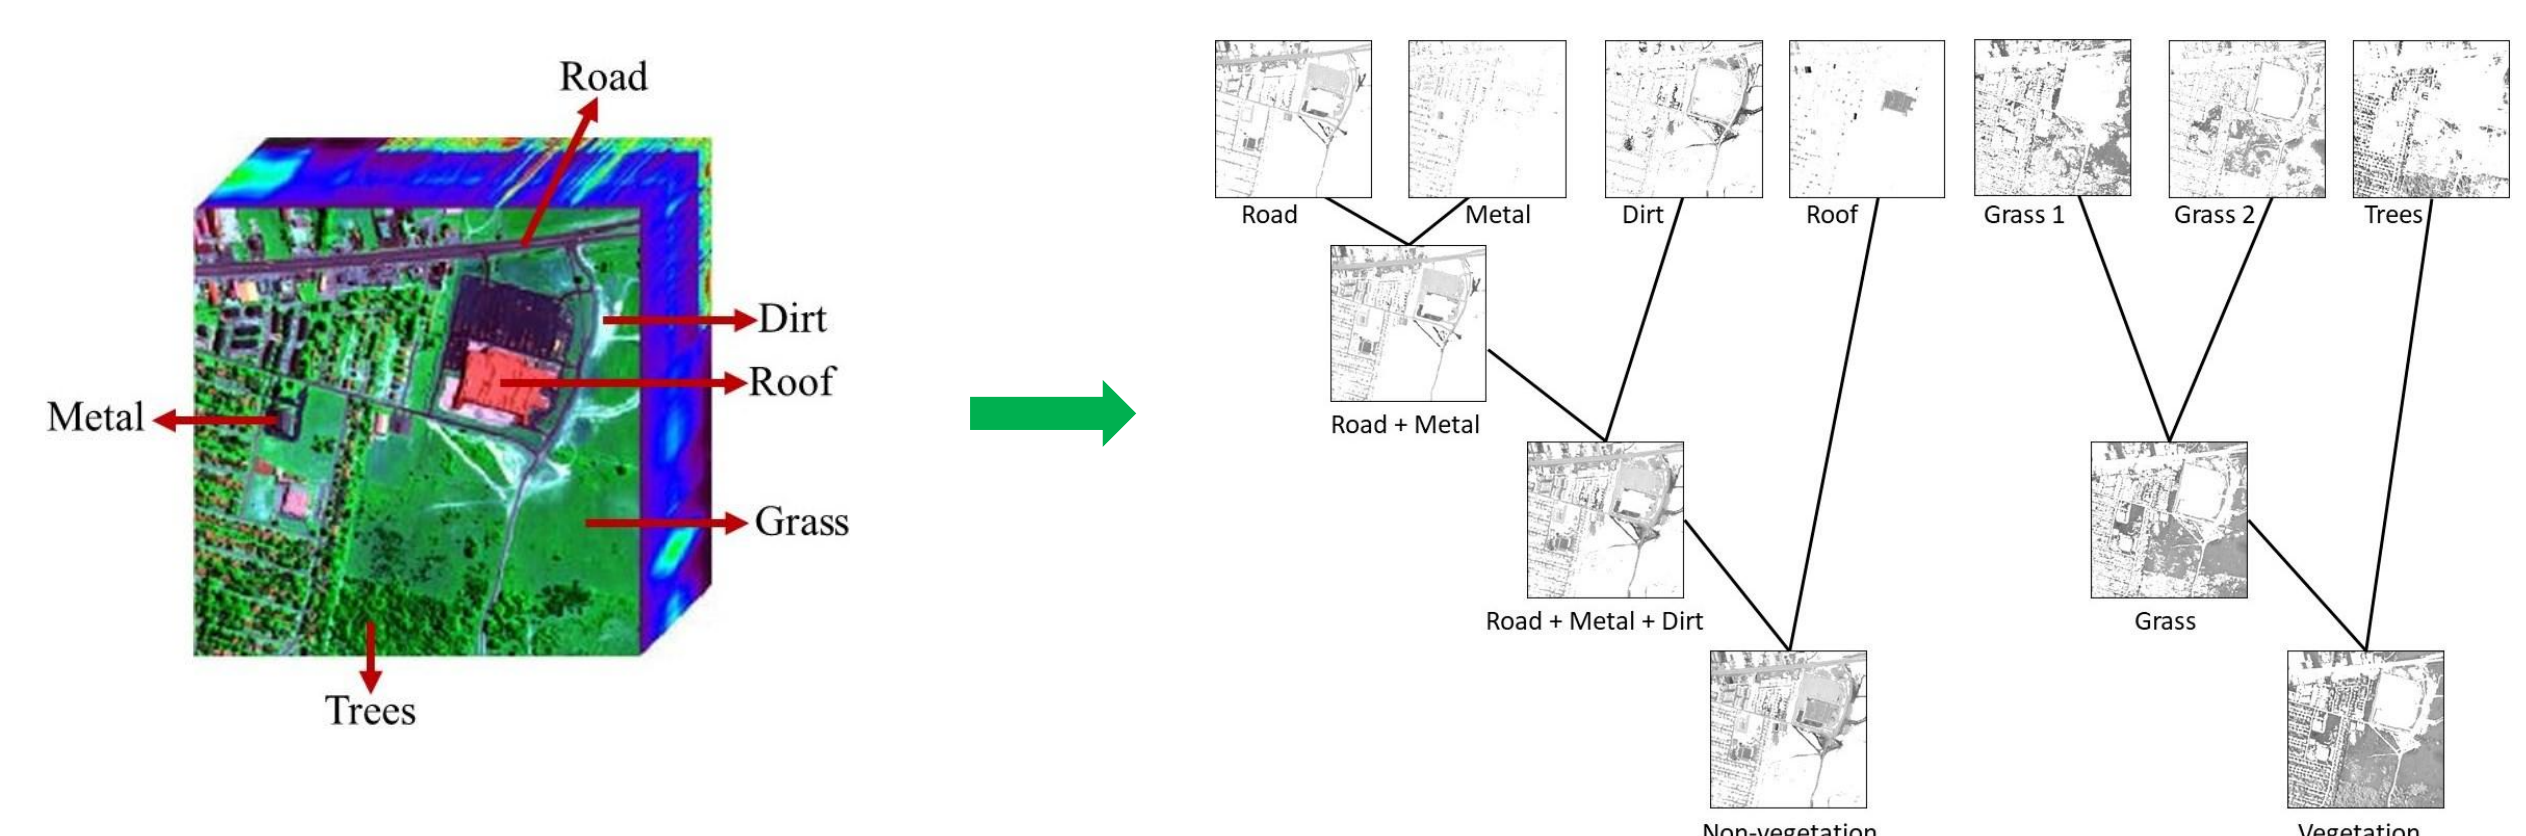 Road
Dirt
Roof
Metal
Grass
Trees
Road
Metal
Dirt
Roof
Grass 1
Grass 2
Trees
Road + Metal
Road + Metal + Dirt
Grass
Non-vegetation
Vegetation